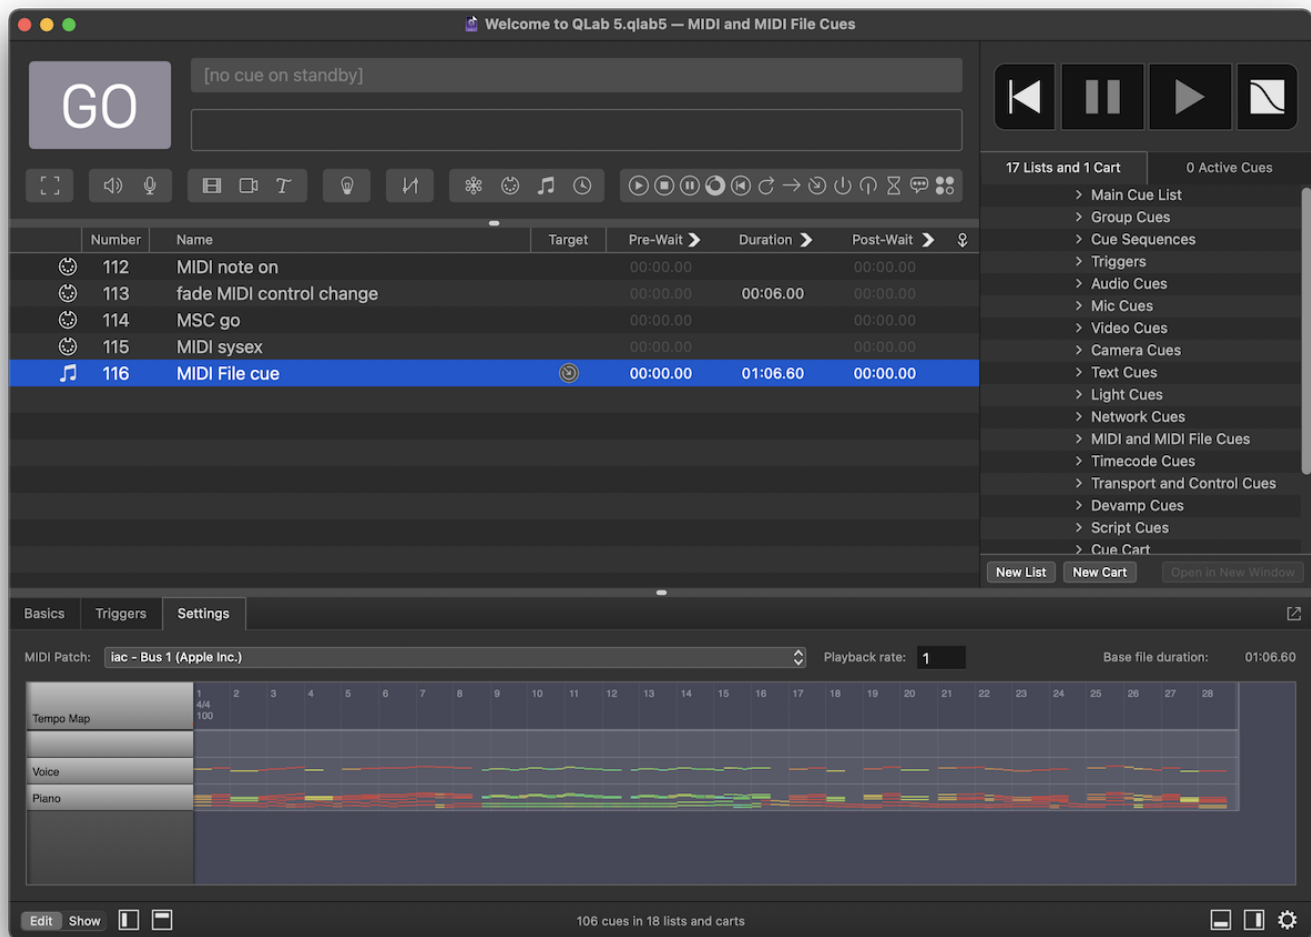 Welcome to QLab 5.qlab5 — MIDI and MIDI File Cues
GO
[no cue on standby]
17 Lists and 1 Cart
0 Active Cues
Main Cue List
Group Cues
Cue Sequences
Triggers
Audio Cues
Mic Cues
Video Cues
Camera Cues
Text Cues
Light Cues
Network Cues
MIDI and MIDI File Cues
Timecode Cues
Transport and Control Cues
Devamp Cues
Script Cues
Cue Cart
New List
New Cart
Open in New Window
Number Name Target Pre-Wait Duration Post-Wait
112 MIDI note on 00:00.00 00:00.00
113 fade MIDI control change 00:00.00 00:06.00 00:00.00
114 MSC go 00:00.00 00:00.00
115 MIDI sysex 00:00.00 00:00.00
116 MIDI File cue 00:00.00 01:06.60 00:00.00
Basics Triggers Settings
MIDI Patch: iac - Bus 1 (Apple Inc.) Playback rate: 1 Base file duration: 01:06.60
1 2 3 4 5 6 7 8 9 10 11 12 13 14 15 16 17 18 19 20 21 22 23 24 25 26 27 28
4/4
100
Tempo Map
Voice
Piano
Edit Show 106 cues in 18 lists and carts